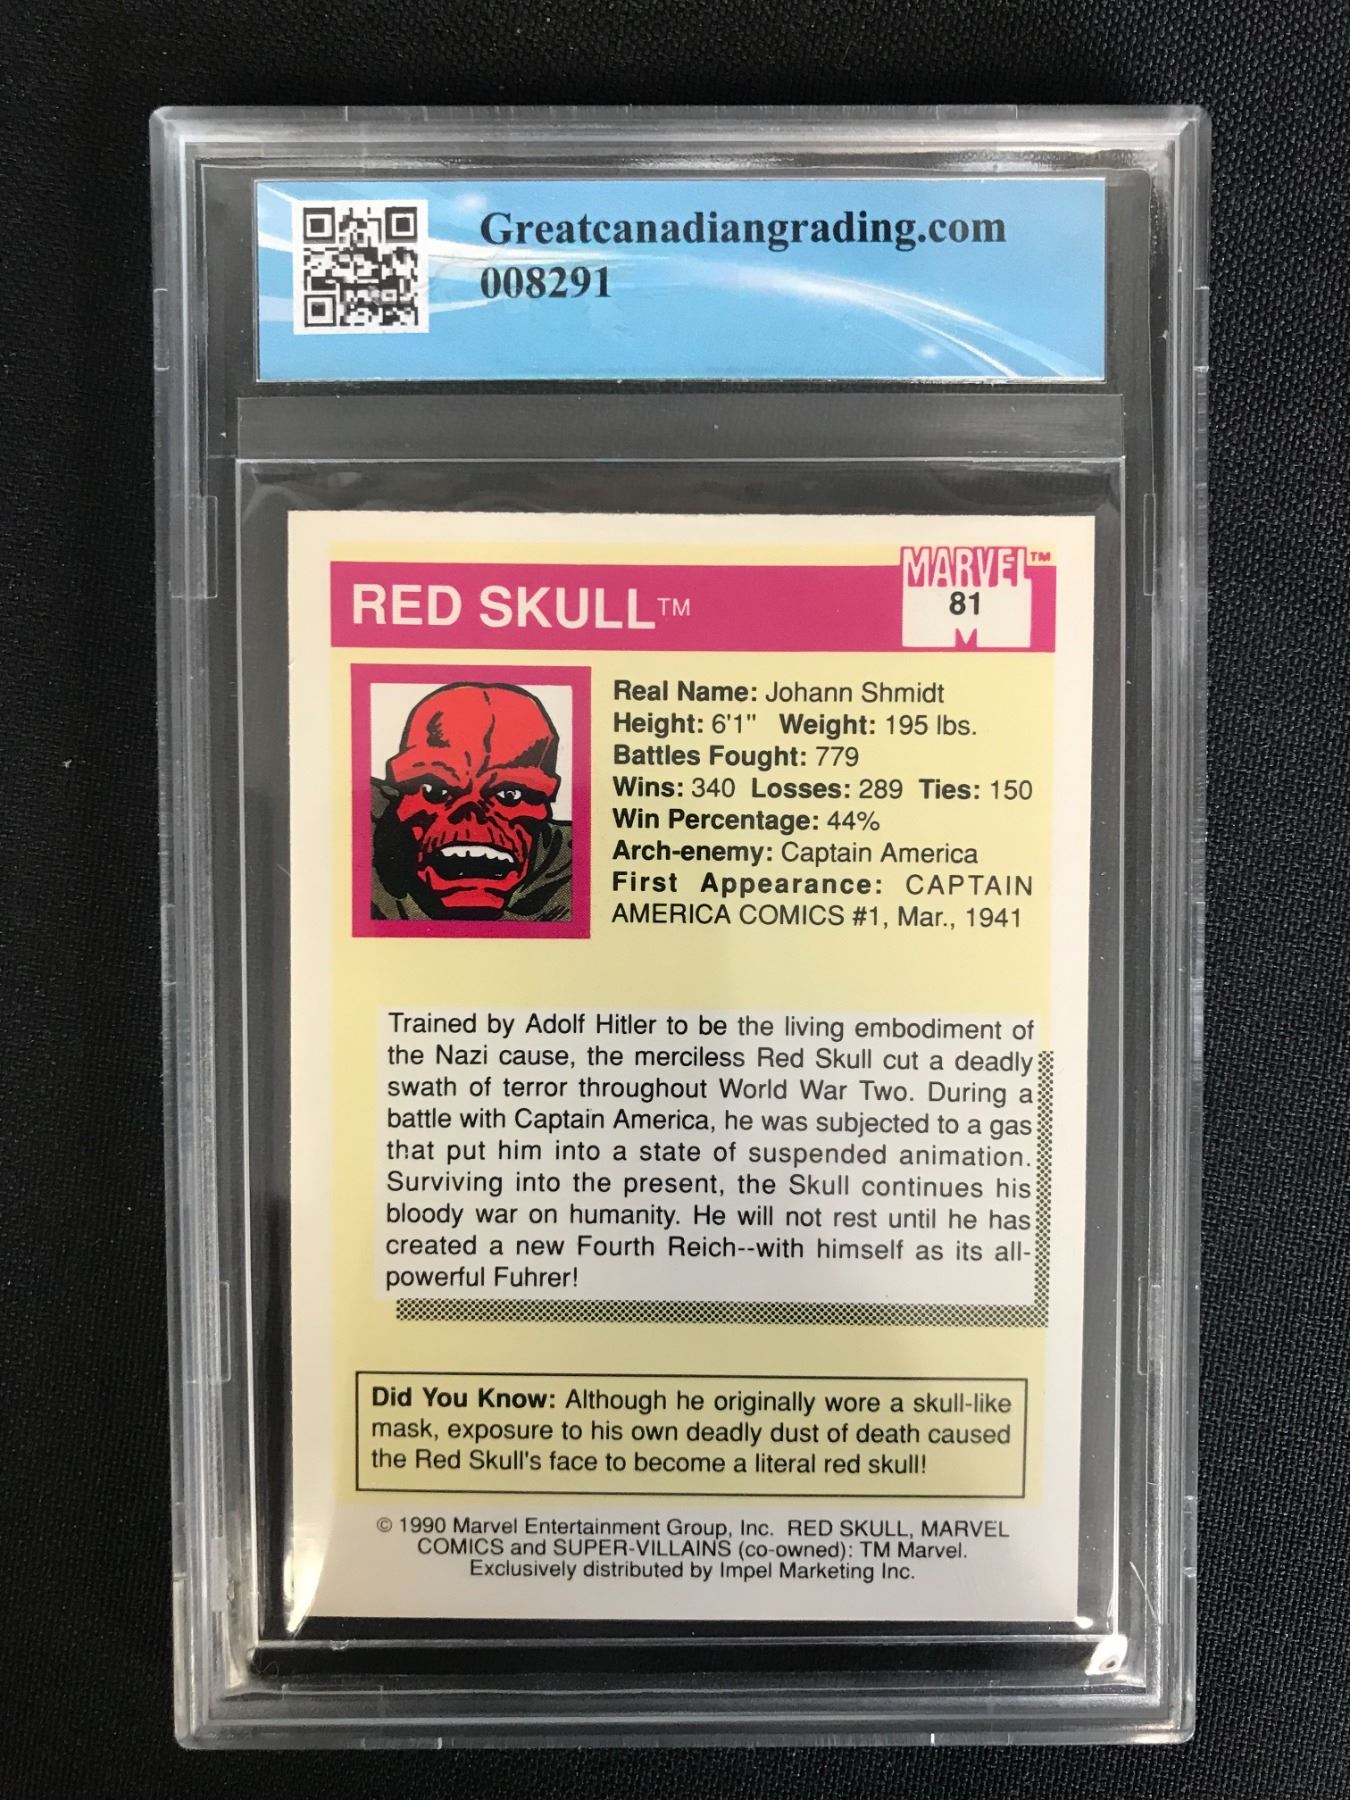 Greatcanadiangrading.com
008291
RED SKULL™
MARVEL™
81
Real Name: Johann Shmidt
Height: 6'1" Weight: 195 lbs.
Battles Fought: 779
Wins: 340 Losses: 289 Ties: 150
Win Percentage: 44%
Arch-enemy: Captain America
First Appearance: CAPTAIN
AMERICA COMICS #1, Mar., 1941
Trained by Adolf Hitler to be the living embodiment of
the Nazi cause, the merciless Red Skull cut a deadly
swath of terror throughout World War Two. During a
battle with Captain America, he was subjected to a gas
that put him into a state of suspended animation.
Surviving into the present, the Skull continues his
bloody war on humanity. He will not rest until he has
created a new Fourth Reich--with himself as its all-
powerful Fuhrer!
Did You Know: Although he originally wore a skull-like
mask, exposure to his own deadly dust of death caused
the Red Skull's face to become a literal red skull!
© 1990 Marvel Entertainment Group, Inc. RED SKULL, MARVEL
COMICS and SUPER-VILLAINS (co-owned): TM Marvel.
Exclusively distributed by Impel Marketing Inc.